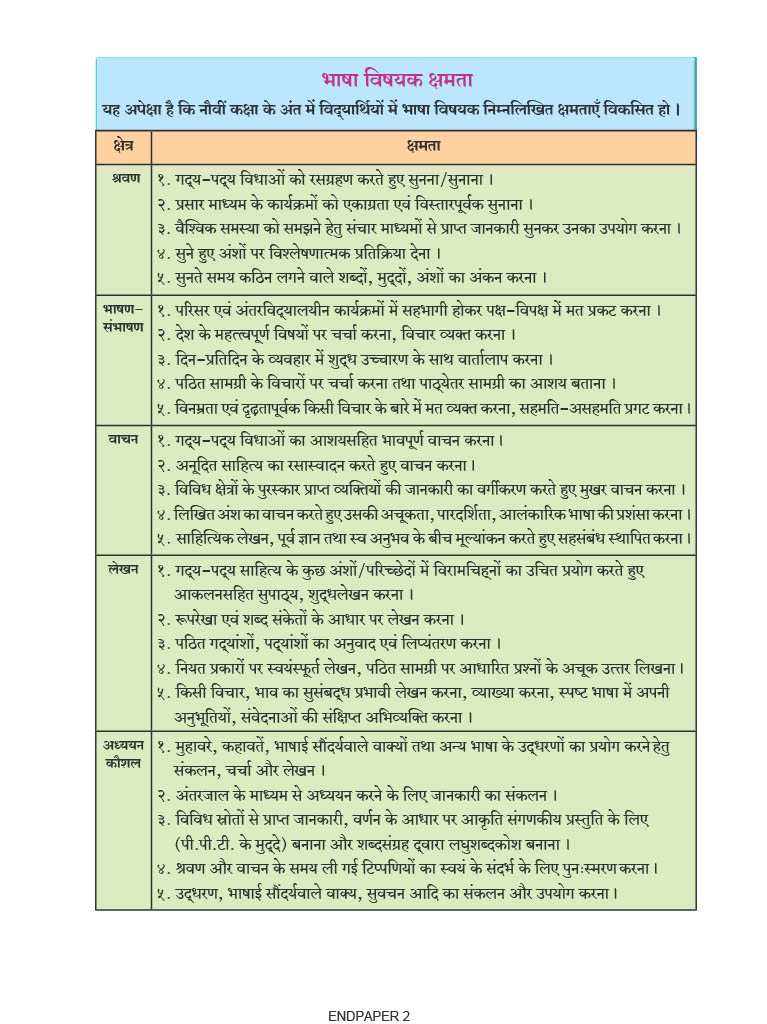 भाषा विषयक क्षमता
यह अपेक्षा है कि नौवीं कक्षा के अंत में विद्‍यार्थियों में भाषा विषयक निम्नलिखित क्षमताएँ विकसित हो ।
क्षेत्र क्षमता
श्रवण १. गद्‍य-पद्‍य विधाओं को रसग्रहण करते हुए सुनना/सुनाना ।
२. प्रसार माध्यम के कार्यक्रमों को एकाग्रता एवं विस्तारपूर्वक सुनाना ।
३. वैश्विक समस्या को समझने हेतु संचार माध्यमों से प्राप्त जानकारी सुनकर उनका उपयोग करना ।
४. सुने हुए अंशों पर विश्लेषणात्मक प्रतिक्रिया देना ।
५. सुनते समय कठिन लगने वाले शब्दों, मुद्‍दों, अंशों का अंकन करना ।
भाषण- १. परिसर एवं अंतरविद्‍यालयीन कार्यक्रमों में सहभागी होकर पक्ष-विपक्ष में मत प्रकट करना ।
संभाषण २. देश के महत्त्वपूर्ण विषयों पर चर्चा करना, विचार व्यक्त करना ।
३. दिन-प्रतिदिन के व्यवहार में शुद्‍ध उच्चारण के साथ वार्तालाप करना ।
४. पठित सामग्री के विचारों पर चर्चा करना तथा पाठ्येतर सामग्री का आशय बताना ।
५. विनम्रता एवं दृढ़तापूर्वक किसी विचार के बारे में मत व्यक्त करना, सहमति-असहमति प्रगट करना ।
वाचन १. गद्‍य-पद्‍य विधाओं का आशयसहित भावपूर्ण वाचन करना ।
२. अनूदित साहित्य का रसास्वादन करते हुए वाचन करना ।
३. विविध क्षेत्रों के पुरस्कार प्राप्त व्यक्तियों की जानकारी का वर्गीकरण करते हुए मुखर वाचन करना ।
४. लिखित अंश का वाचन करते हुए उसकी अचूकता, पारदर्शिता, आलंकारिक भाषा की प्रशंसा करना ।
५. साहित्यिक लेखन, पूर्व ज्ञान तथा स्व अनुभव के बीच मूल्यांकन करते हुए सहसंबंध स्थापित करना ।
लेखन १. गद्‍य-पद्‍य साहित्य के कुछ अंशों/परिच्छेदों में विरामचिह्‍नों का उचित प्रयोग करते हुए
आकलनसहित सुपाठ्य, शुद्‍धलेखन करना ।
२. रूपरेखा एवं शब्द संकेतों के आधार पर लेखन करना ।
३. पठित गद्‍यांशों, पद्‍यांशों का अनुवाद एवं लिप्यंतरण करना ।
४. नियत प्रकारों पर स्वयंस्फूर्त लेखन, पठित सामग्री पर आधारित प्रश्नों के अचूक उत्तर लिखना ।
५. किसी विचार, भाव का सुसंबद्‍ध प्रभावी लेखन करना, व्याख्या करना, स्पष्ट भाषा में अपनी
अनुभूतियों, संवेदनाओं की संक्षिप्त अभिव्यक्ति करना ।
अध्ययन १. मुहावरे, कहावतें, भाषाई सौंदर्यवाले वाक्यों तथा अन्य भाषा के उद्‍धरणों का प्रयोग करने हेतु
कौशल संकलन, चर्चा और लेखन ।
२. अंतरजाल के माध्यम से अध्ययन करने के लिए जानकारी का संकलन ।
३. विविध स्रोतों से प्राप्त जानकारी, वर्णन के आधार पर आकृति संगणकीय प्रस्तुति के लिए
(पी.पी.टी. के मुद्‍दे) बनाना और शब्दसंग्रह द्‍वारा लघुशब्दकोश बनाना ।
४. श्रवण और वाचन के समय ली गई टिप्पणियों का स्वयं के संदर्भ के लिए पुनःस्मरण करना ।
५. उद्‍धरण, भाषाई सौंदर्यवाले वाक्य, सुवचन आदि का संकलन और उपयोग करना ।
ENDPAPER 2